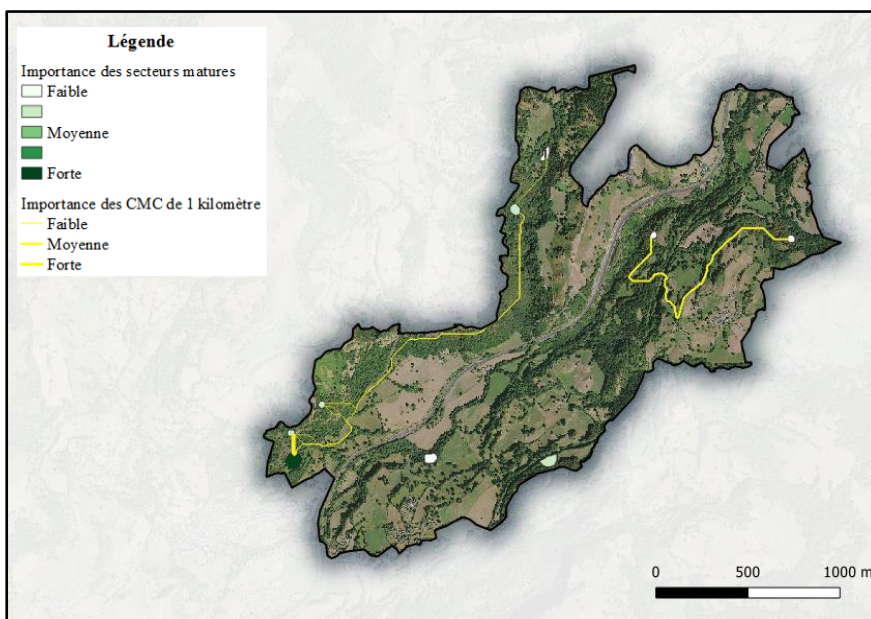 Légende
Importance des secteurs matures
Faible
Moyenne
Forte
Importance des CMC de 1 kilomètre
Faible
Moyenne
Forte
0 500 1000 m